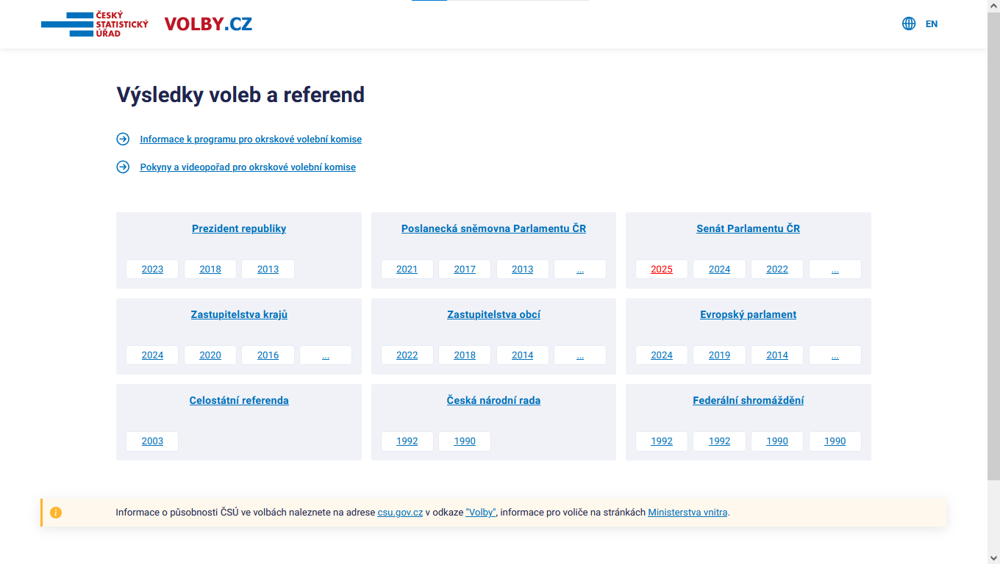 ČESKÝ
STATISTICKÝ
ÚŘAD
VOLBY.CZ
EN
Výsledky voleb a referend
Informace k programu pro okrskové volební komise
Pokyny a videopořad pro okrskové volební komise
Prezident republiky
2023 2018 2013
Poslanecká sněmovna Parlamentu ČR
2021 2017 2013 ...
Senát Parlamentu ČR
2025 2024 2022 ...
Zastupitelstva krajů
2024 2020 2016 ...
Zastupitelstva obcí
2022 2018 2014 ...
Evropský parlament
2024 2019 2014 ...
Celostátní referenda
2003
Česká národní rada
1992 1990
Federální shromáždění
1992 1992 1990 1990
Informace o působnosti ČSÚ ve volbách naleznete na adrese csu.gov.cz v odkaze "Volby", informace pro voliče na stránkách Ministerstva vnitra.